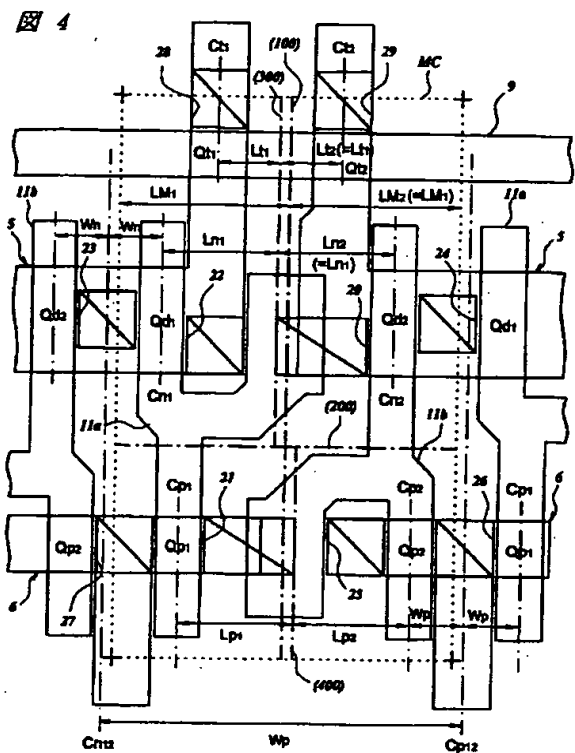 図 4
Ct1 Ct2
28 (300) (100) 29 MC 9
Qt1 Lt1 Lt2(=Lt1) Qt2
11b LM1 LM2(=LM1) 11a
5 Wn Wn Ln1 Ln2 5
(=Ln1)
23 22 20 24
Qd2 Qd1 Qd2 Qd1
Cn1 Cn2
11a (200) 11b
Cp1 21 Cp2 26 Cp1 6
Qp2 Qp1 Qp2 Qp1
6 27 25
Lp1 Lp2 Wp Wp
(400)
Cn12 Wp Cp12